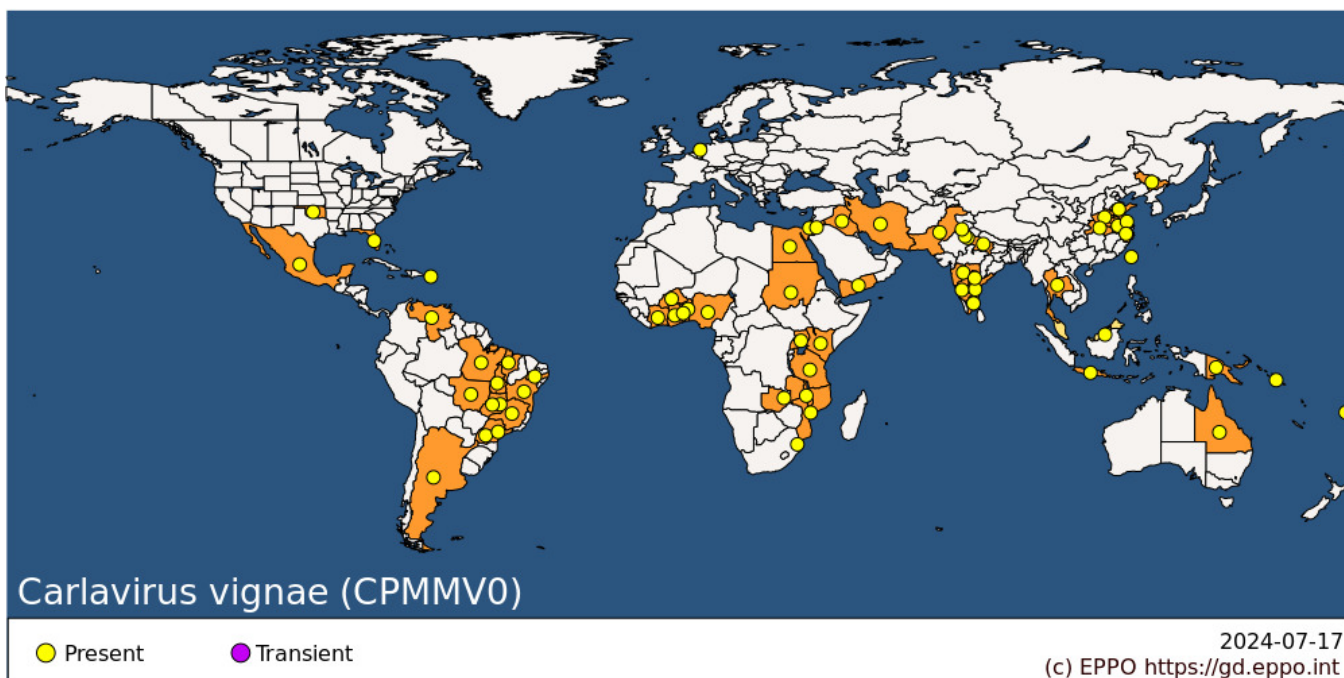 Carlavirus vignae (CPMMV0)
Present
Transient
2024-07-17
(c) EPPO https://gd.eppo.int